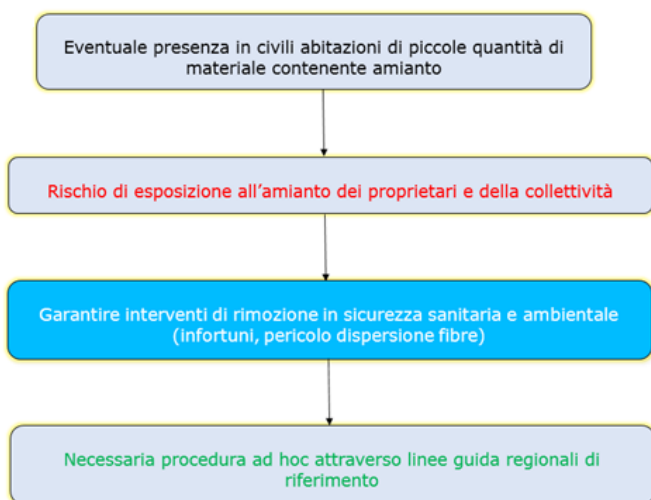 Eventuale presenza in civili abitazioni di piccole quantità di
materiale contenente amianto
Rischio di esposizione all’amianto dei proprietari e della collettività
Garantire interventi di rimozione in sicurezza sanitaria e ambientale
(infortuni, pericolo dispersione fibre)
Necessaria procedura ad hoc attraverso linee guida regionali di
riferimento